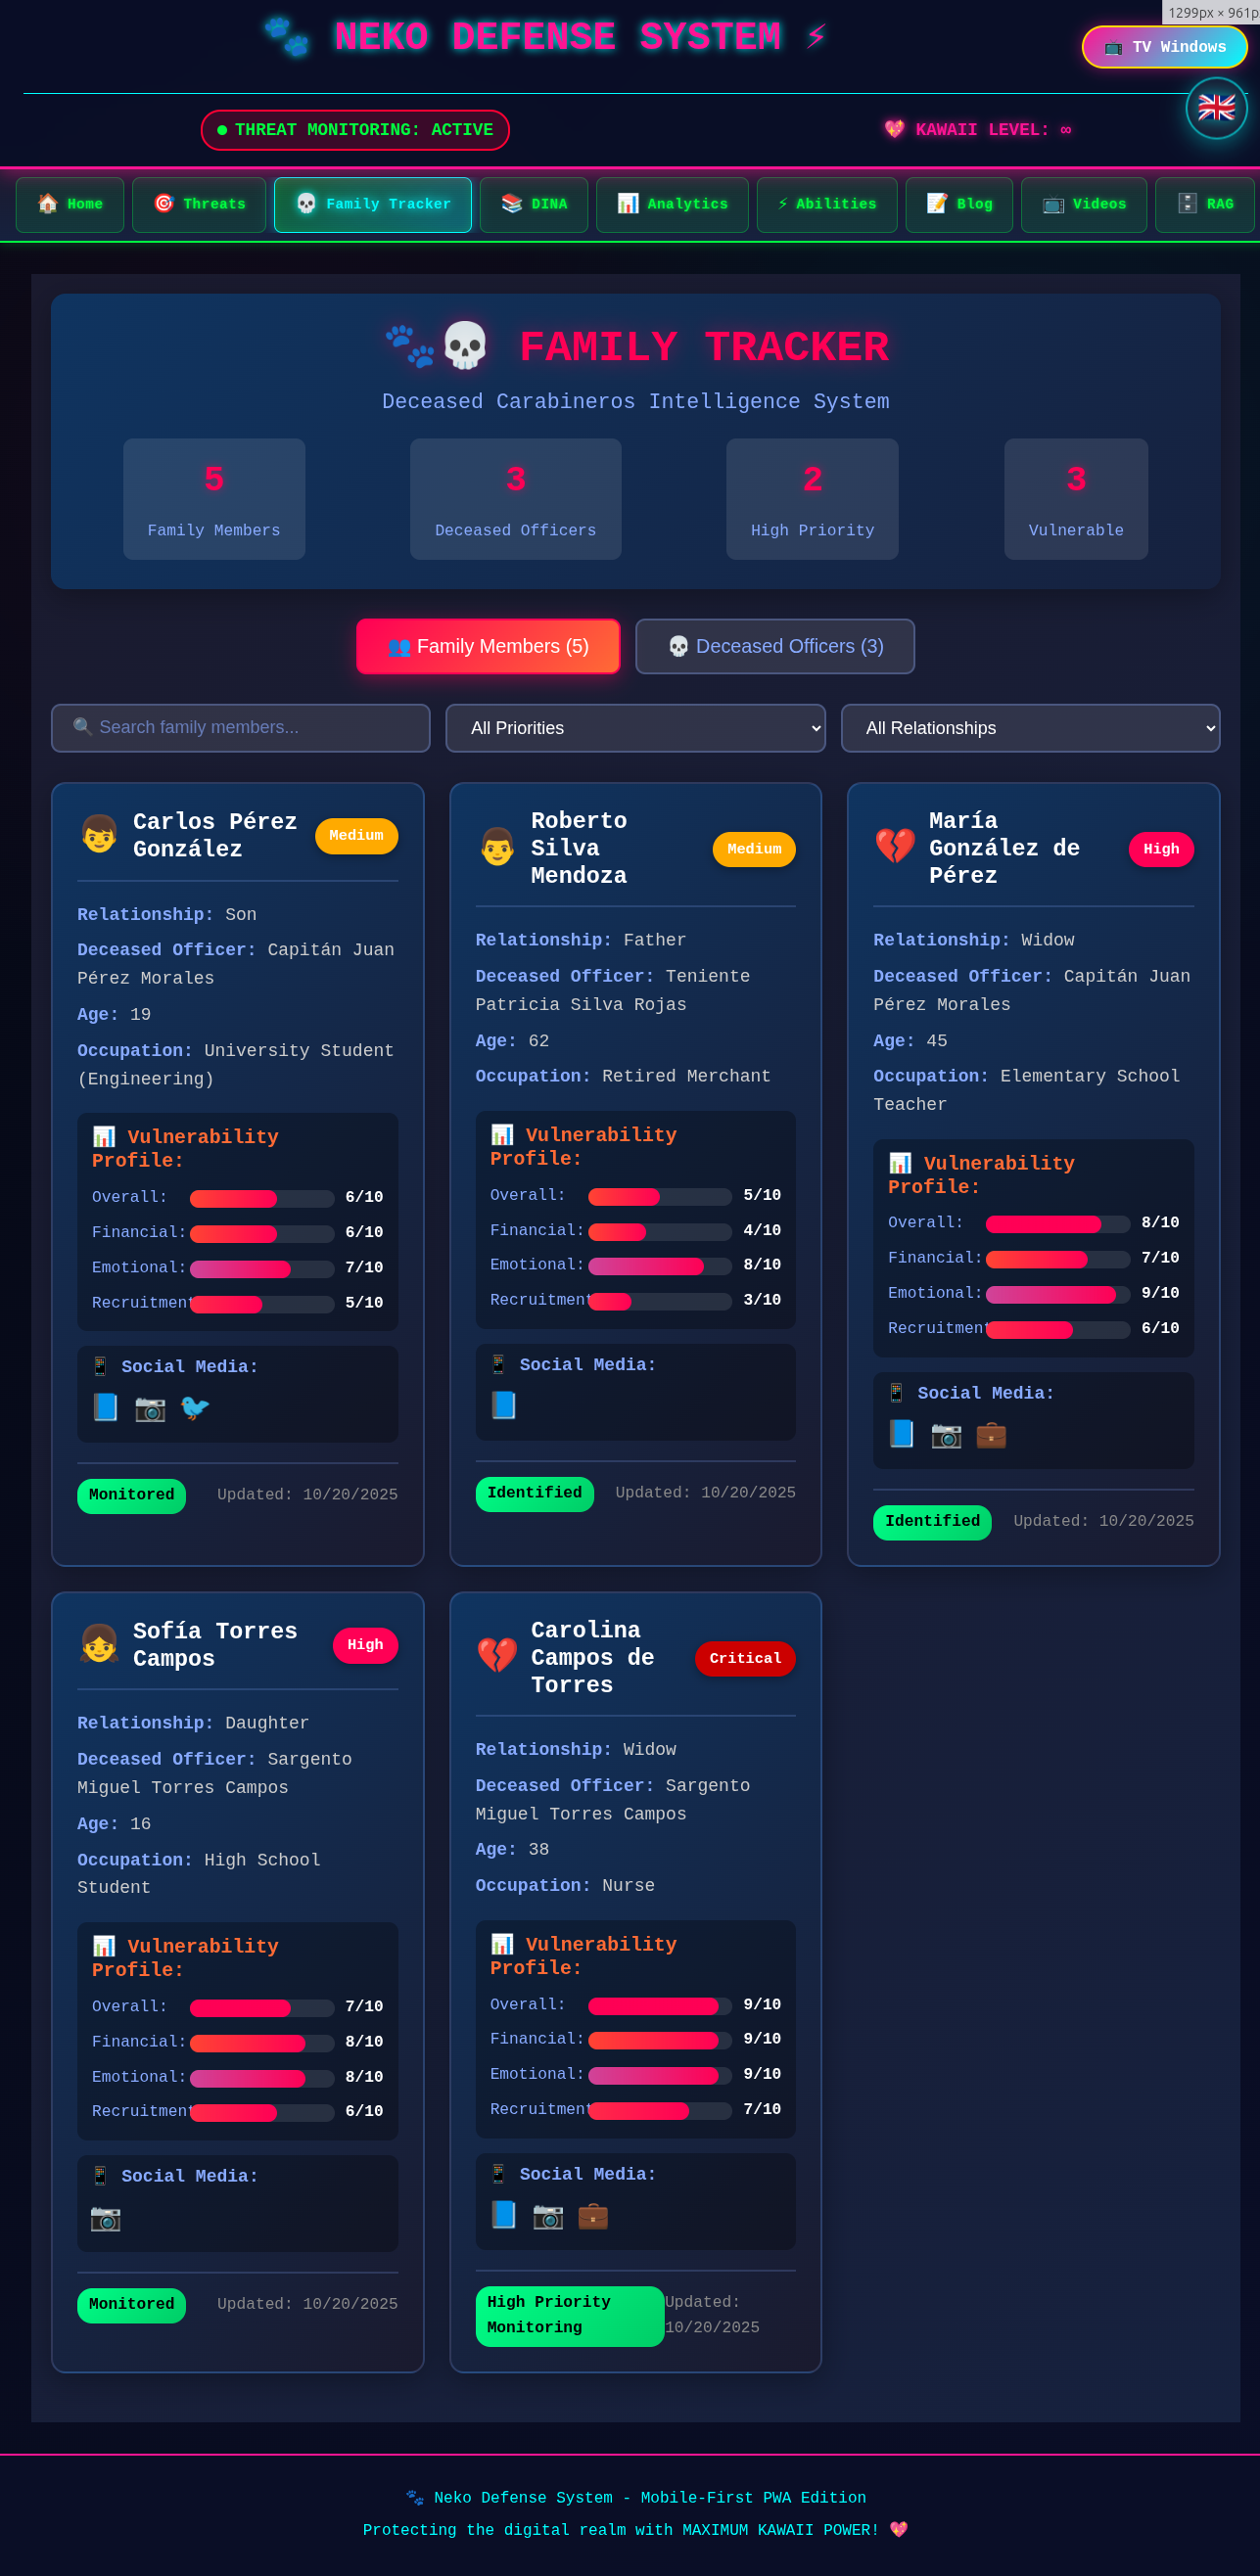 1299px × 961p
🐾 NEKO DEFENSE SYSTEM ⚡
📺 TV Windows
THREAT MONITORING: ACTIVE
💖 KAWAII LEVEL: ∞
🏠 Home
🎯 Threats
💀 Family Tracker
📚 DINA
📊 Analytics
⚡ Abilities
📝 Blog
📺 Videos
🗄️ RAG
🐾💀 FAMILY TRACKER
Deceased Carabineros Intelligence System
5
Family Members
3
Deceased Officers
2
High Priority
3
Vulnerable
👥 Family Members (5)
💀 Deceased Officers (3)
🔍 Search family members...
All Priorities
All Relationships
Carlos Pérez
González
Medium
Relationship: Son
Deceased Officer: Capitán Juan
Pérez Morales
Age: 19
Occupation: University Student
(Engineering)
📊 Vulnerability
Profile:
Overall: 6/10
Financial: 6/10
Emotional: 7/10
Recruitment 5/10
📱 Social Media:
Monitored
Updated: 10/20/2025
Roberto
Silva
Mendoza
Medium
Relationship: Father
Deceased Officer: Teniente
Patricia Silva Rojas
Age: 62
Occupation: Retired Merchant
📊 Vulnerability
Profile:
Overall: 5/10
Financial: 4/10
Emotional: 8/10
Recruitment 3/10
📱 Social Media:
Identified
Updated: 10/20/2025
María
González de
Pérez
High
Relationship: Widow
Deceased Officer: Capitán Juan
Pérez Morales
Age: 45
Occupation: Elementary School
Teacher
📊 Vulnerability
Profile:
Overall: 8/10
Financial: 7/10
Emotional: 9/10
Recruitment 6/10
📱 Social Media:
Identified
Updated: 10/20/2025
Sofía Torres
Campos
High
Relationship: Daughter
Deceased Officer: Sargento
Miguel Torres Campos
Age: 16
Occupation: High School
Student
📊 Vulnerability
Profile:
Overall: 7/10
Financial: 8/10
Emotional: 8/10
Recruitment 6/10
📱 Social Media:
Monitored
Updated: 10/20/2025
Carolina
Campos de
Torres
Critical
Relationship: Widow
Deceased Officer: Sargento
Miguel Torres Campos
Age: 38
Occupation: Nurse
📊 Vulnerability
Profile:
Overall: 9/10
Financial: 9/10
Emotional: 9/10
Recruitment 7/10
📱 Social Media:
High Priority
Monitoring
Updated:
10/20/2025
🐾 Neko Defense System - Mobile-First PWA Edition
Protecting the digital realm with MAXIMUM KAWAII POWER! 💖